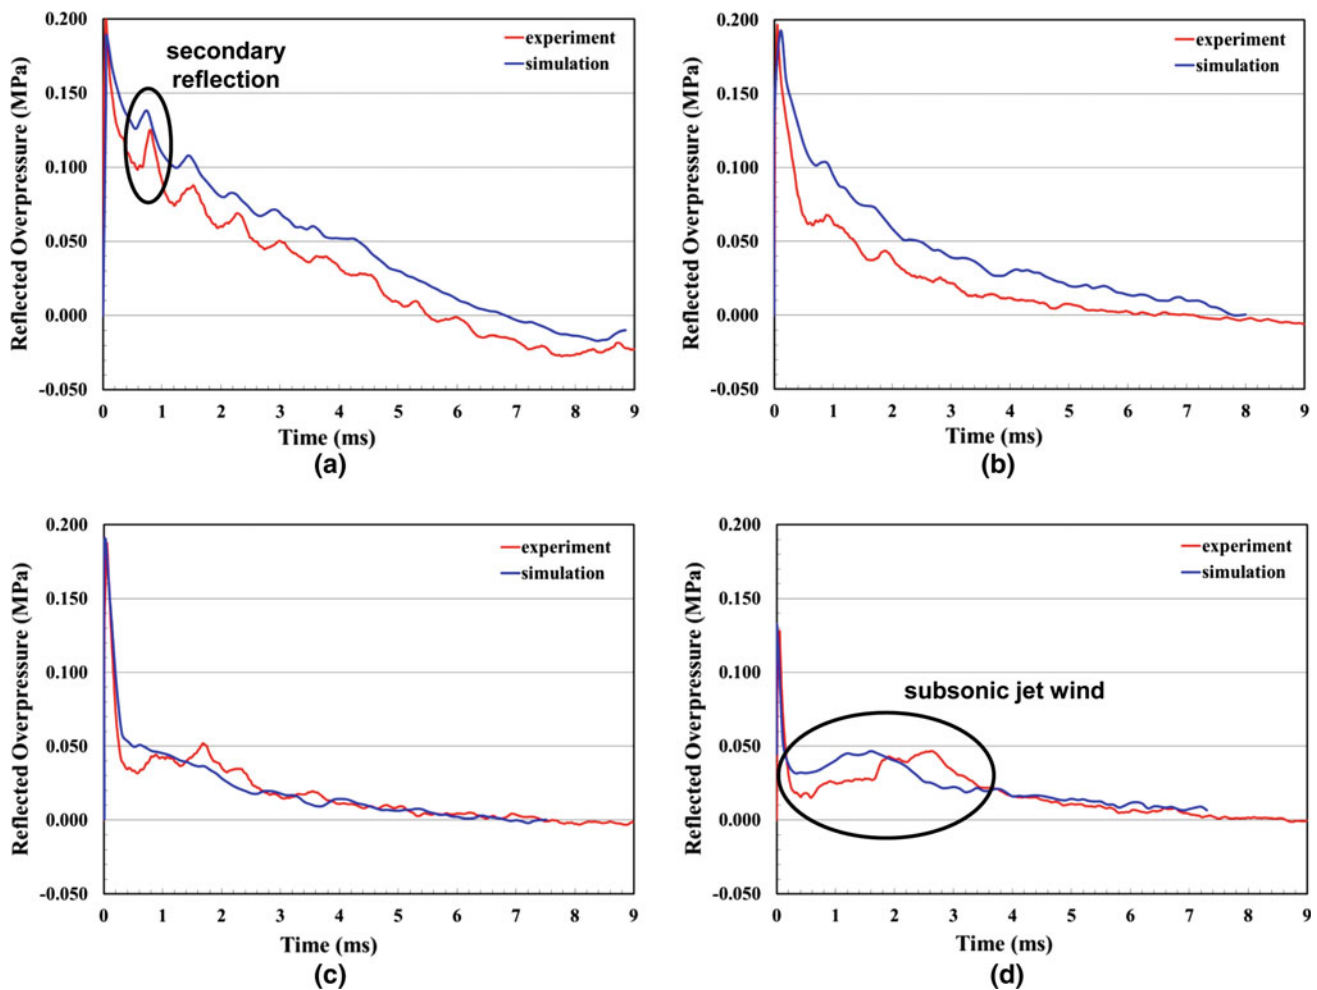 0.200
0.150
0.100
0.050
0.000
-0.050
Reflected Overpressure (MPa)
secondary
reflection
experiment
simulation
0 1 2 3 4 5 6 7 8 9
Time (ms)
(a)
0.200
0.150
0.100
0.050
0.000
-0.050
Reflected Overpressure (MPa)
experiment
simulation
0 1 2 3 4 5 6 7 8 9
Time (ms)
(b)
0.200
0.150
0.100
0.050
0.000
-0.050
Reflected Overpressure (MPa)
experiment
simulation
0 1 2 3 4 5 6 7 8 9
Time (ms)
(c)
0.200
0.150
0.100
0.050
0.000
-0.050
Reflected Overpressure (MPa)
experiment
simulation
subsonic jet wind
0 1 2 3 4 5 6 7 8 9
Time (ms)
(d)